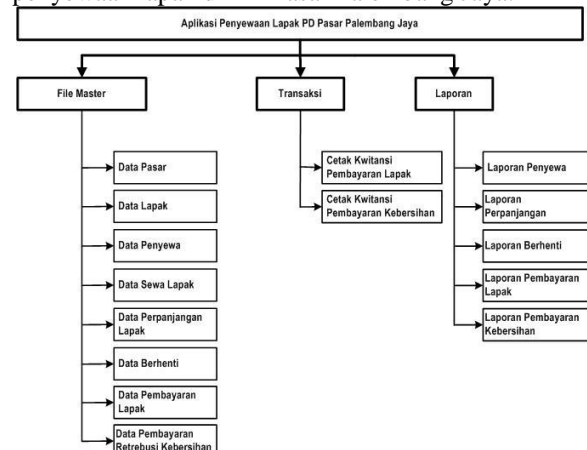 Aplikasi Penyewaan Lapak PD Pasar Palembang Jaya
File Master
Transaksi
Laporan
Data Pasar
Data Lapak
Data Penyewa
Data Sewa Lapak
Data Perpanjangan
Lapak
Data Berhenti
Data Pembayaran
Lapak
Data Pembayaran
Retrebusi Kebersihan
Cetak Kwitansi
Pembayaran Lapak
Cetak Kwitansi
Pembayaran Kebersihan
Laporan Penyewa
Laporan
Perpanjangan
Laporan Berhenti
Laporan Pembayaran
Lapak
Laporan Pembayaran
Kebersihan